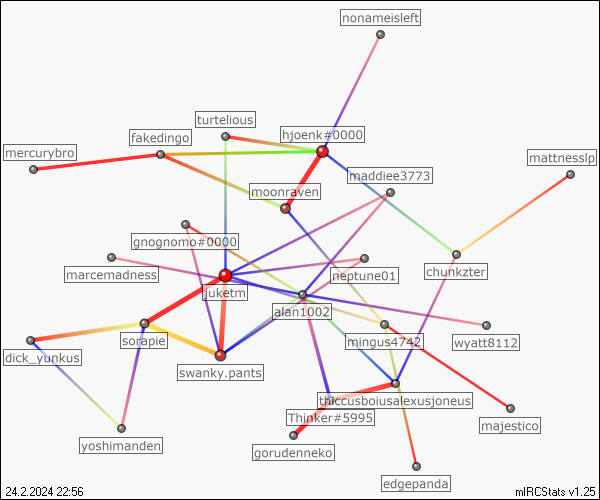 nonameisleft
turtelious
hjoenk#0000
fakedingo
mercurybro
mattnesslp
maddiee3773
moonraven
gnognomo#0000
marcemadness
neptune01
chunkzter
juketm
alan1002
sorapie
mingus4742
wyatt8112
dick_yunkus
swanky.pants
thiccusboiusalexusjoneus
Thinker#5995
majestico
yoshimanden
gorudenneko
edgepanda
24.2.2024 22:56
mIRCStats v1.25